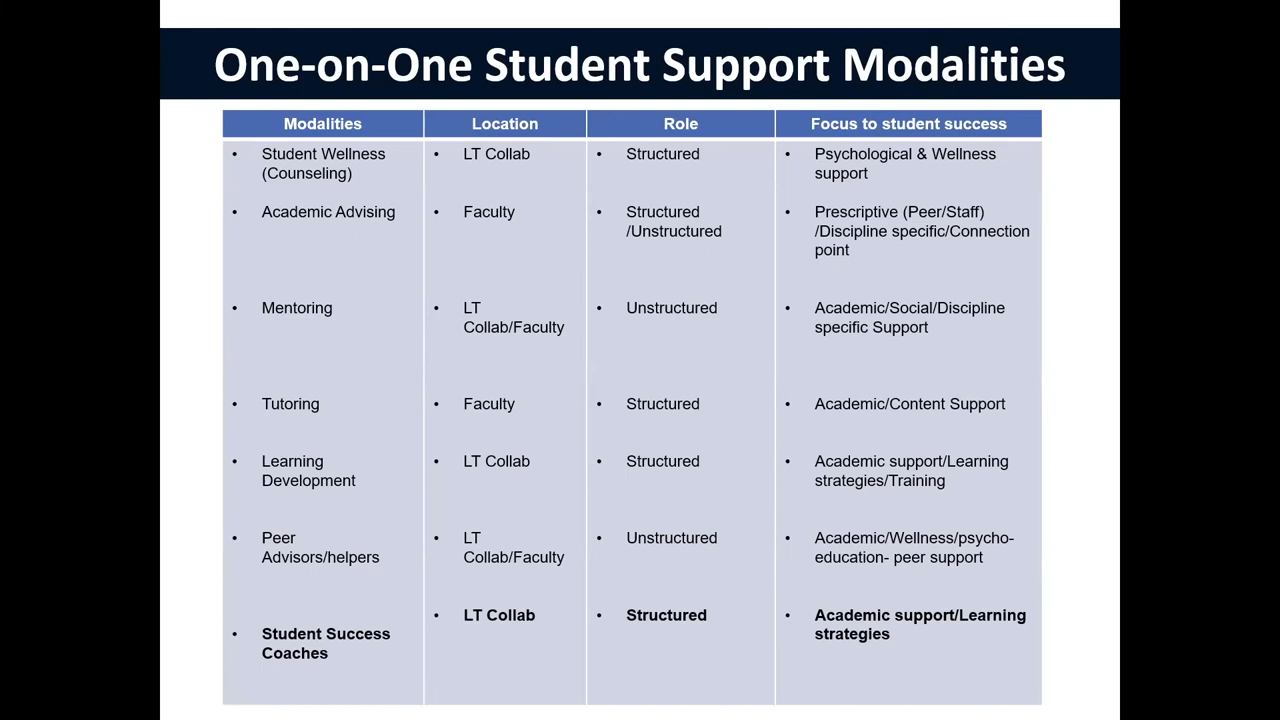 One-on-One Student Support Modalities
Modalities
Location
Role
Focus to student success
• Student Wellness
(Counseling)
• LT Collab
• Structured
• Psychological & Wellness
support
• Academic Advising
• Faculty
• Structured
/Unstructured
• Prescriptive (Peer/Staff)
/Discipline specific/Connection
point
• Mentoring
• LT
Collab/Faculty
• Unstructured
• Academic/Social/Discipline
specific Support
• Tutoring
• Faculty
• Structured
• Academic/Content Support
• Learning
Development
• LT Collab
• Structured
• Academic support/Learning
strategies/Training
• Peer
Advisors/helpers
• LT
Collab/Faculty
• Unstructured
• Academic/Wellness/psycho-
education- peer support
• Student Success
Coaches
• LT Collab
• Structured
• Academic support/Learning
strategies